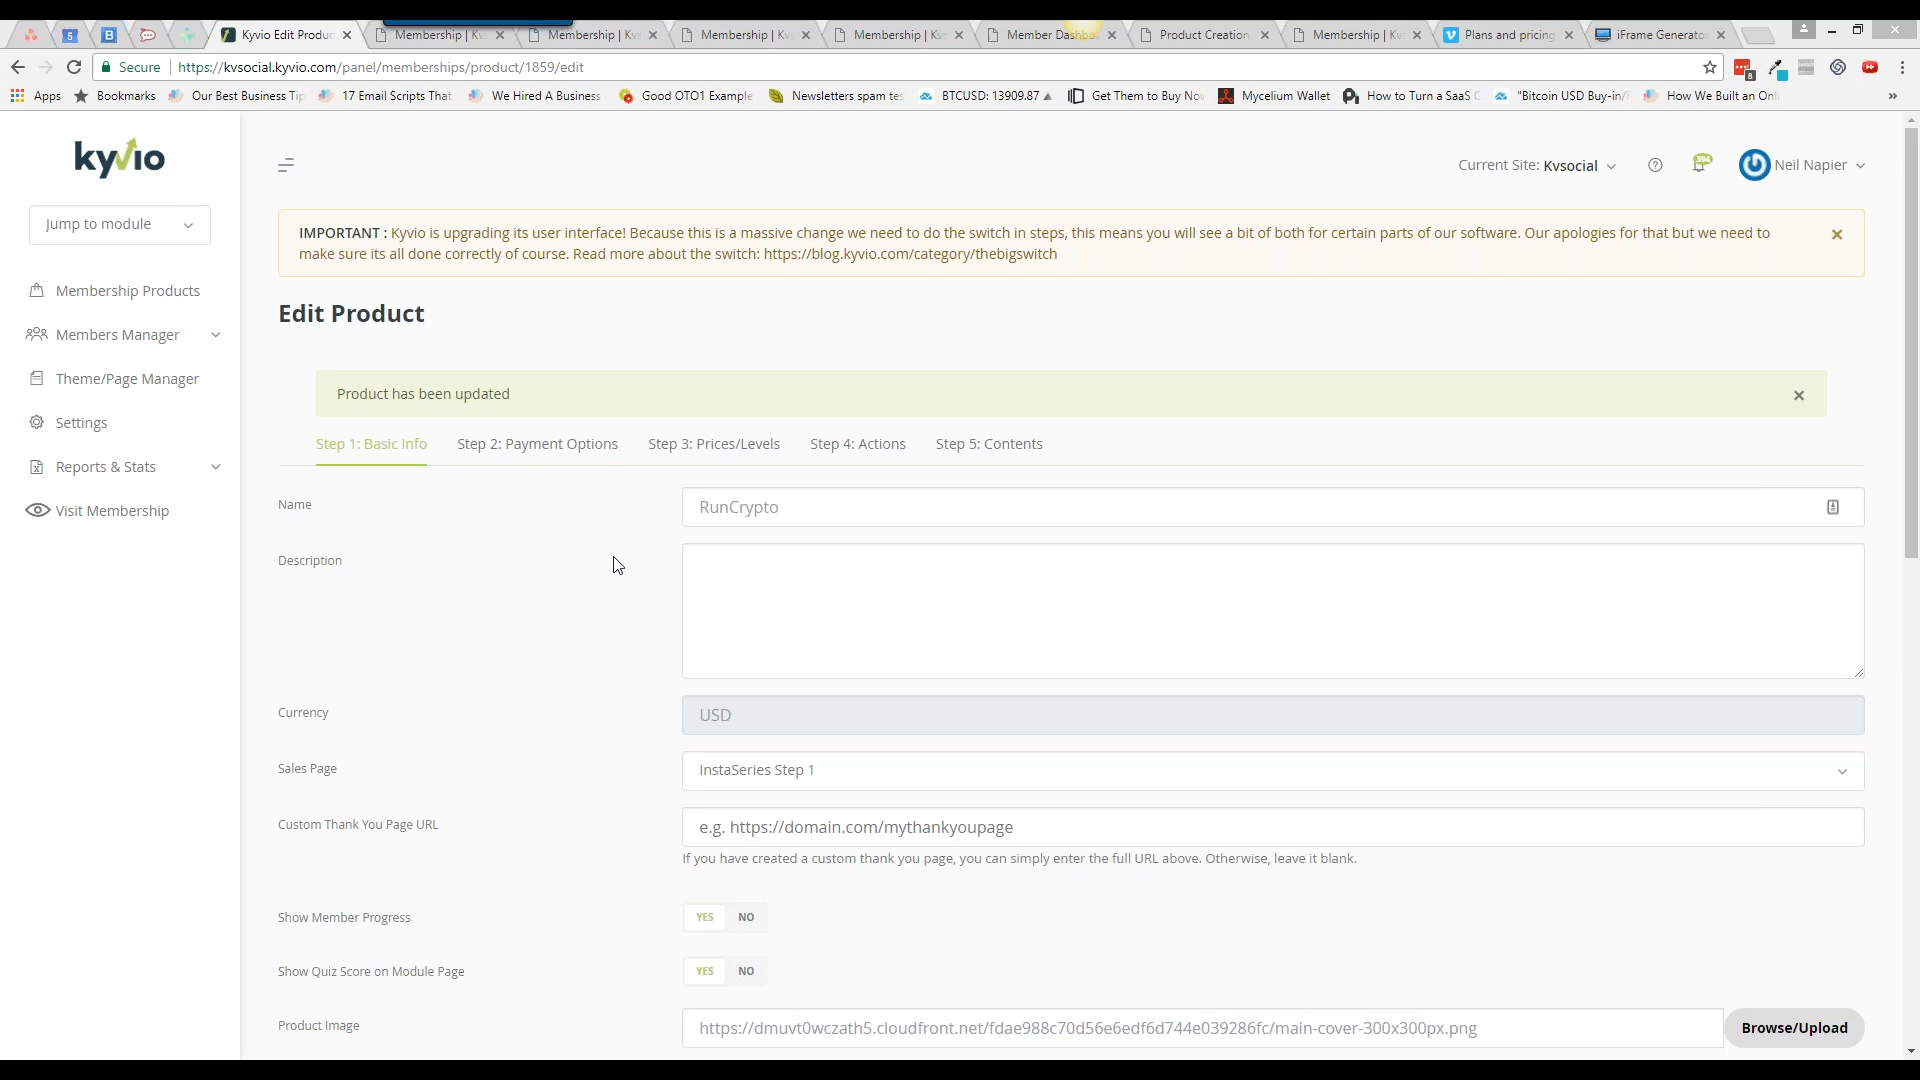 5
B
Kyvio Edit Produc
Membership | Kv
Membership | Kv
Membership | Kv
Membership | Kv
Member Dashbo
Product Creation
Membership | Kv
Plans and pricing
iFrame Generato
Secure https://kvsocial.kyvio.com/panel/memberships/product/1859/edit
8
Apps Bookmarks Our Best Business Tip 17 Email Scripts That We Hired A Business Good OTO1 Example Newsletters spam tes BTCUSD: 13909.87 ▲ Get Them to Buy Now Mycelium Wallet How to Turn a SaaS "Bitcoin USD Buy-in/ How We Built an Onli »
kyvio
Jump to module
Membership Products
Members Manager
Theme/Page Manager
Settings
Reports & Stats
Visit Membership
Current Site: Kvsocial
394
Neil Napier
IMPORTANT : Kyvio is upgrading its user interface! Because this is a massive change we need to do the switch in steps, this means you will see a bit of both for certain parts of our software. Our apologies for that but we need to
make sure its all done correctly of course. Read more about the switch: https://blog.kyvio.com/category/thebigswitch
Edit Product
Product has been updated
Step 1: Basic Info Step 2: Payment Options Step 3: Prices/Levels Step 4: Actions Step 5: Contents
Name RunCrypto
Description
Currency USD
Sales Page InstaSeries Step 1
Custom Thank You Page URL e.g. https://domain.com/mythankyoupage
If you have created a custom thank you page, you can simply enter the full URL above. Otherwise, leave it blank.
Show Member Progress YES NO
Show Quiz Score on Module Page YES NO
Product Image https://dmuvt0wczath5.cloudfront.net/fdae988c70d56e6edf6d744e039286fc/main-cover-300x300px.png Browse/Upload